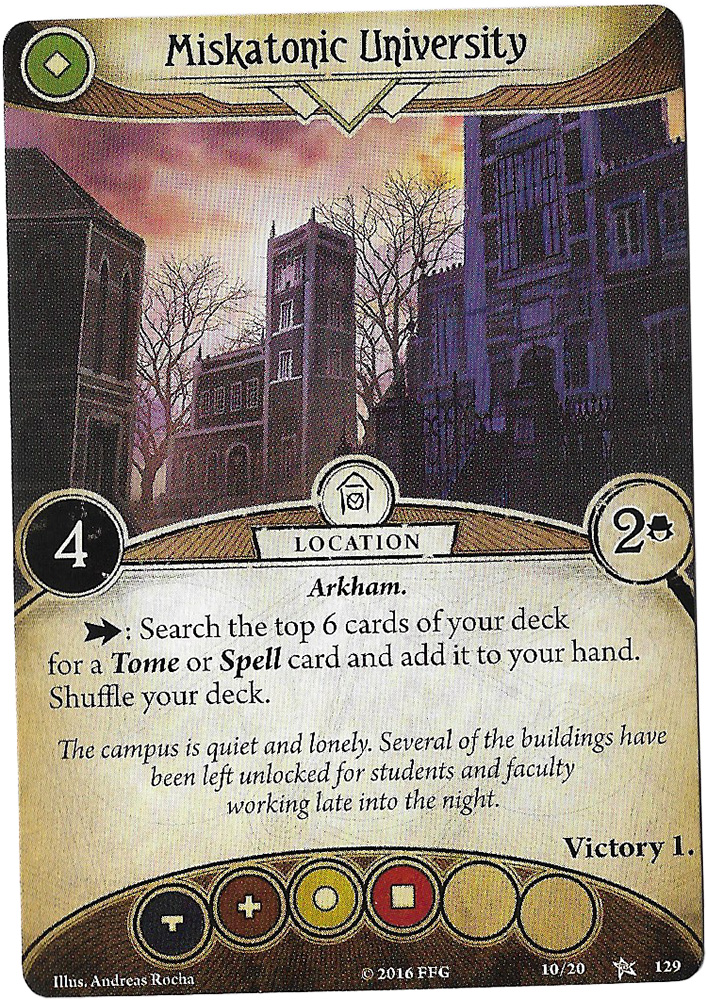 Miskatonic University
4
LOCATION
2
Arkham.
: Search the top 6 cards of your deck
for a Tome or Spell card and add it to your hand.
Shuffle your deck.
The campus is quiet and lonely. Several of the buildings have
been left unlocked for students and faculty
working late into the night.
Victory 1.
Illus. Andreas Rocha © 2016 FFG 10/20 129